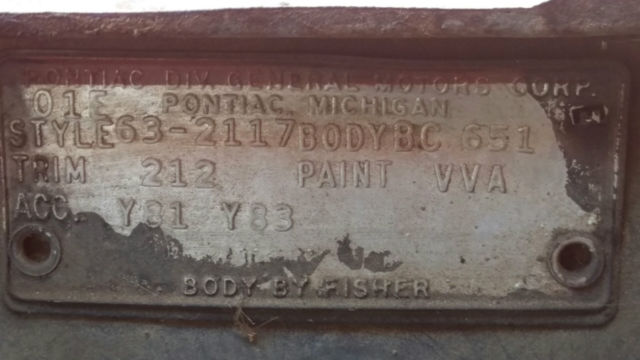 PONTIAC DIV. GENERAL MOTORS CORP.
01E PONTIAC, MICHIGAN
STYLE 63-2117 BODY BC 651
TRIM 212 PAINT VVA
ACC. Y81 Y83
BODY BY FISHER